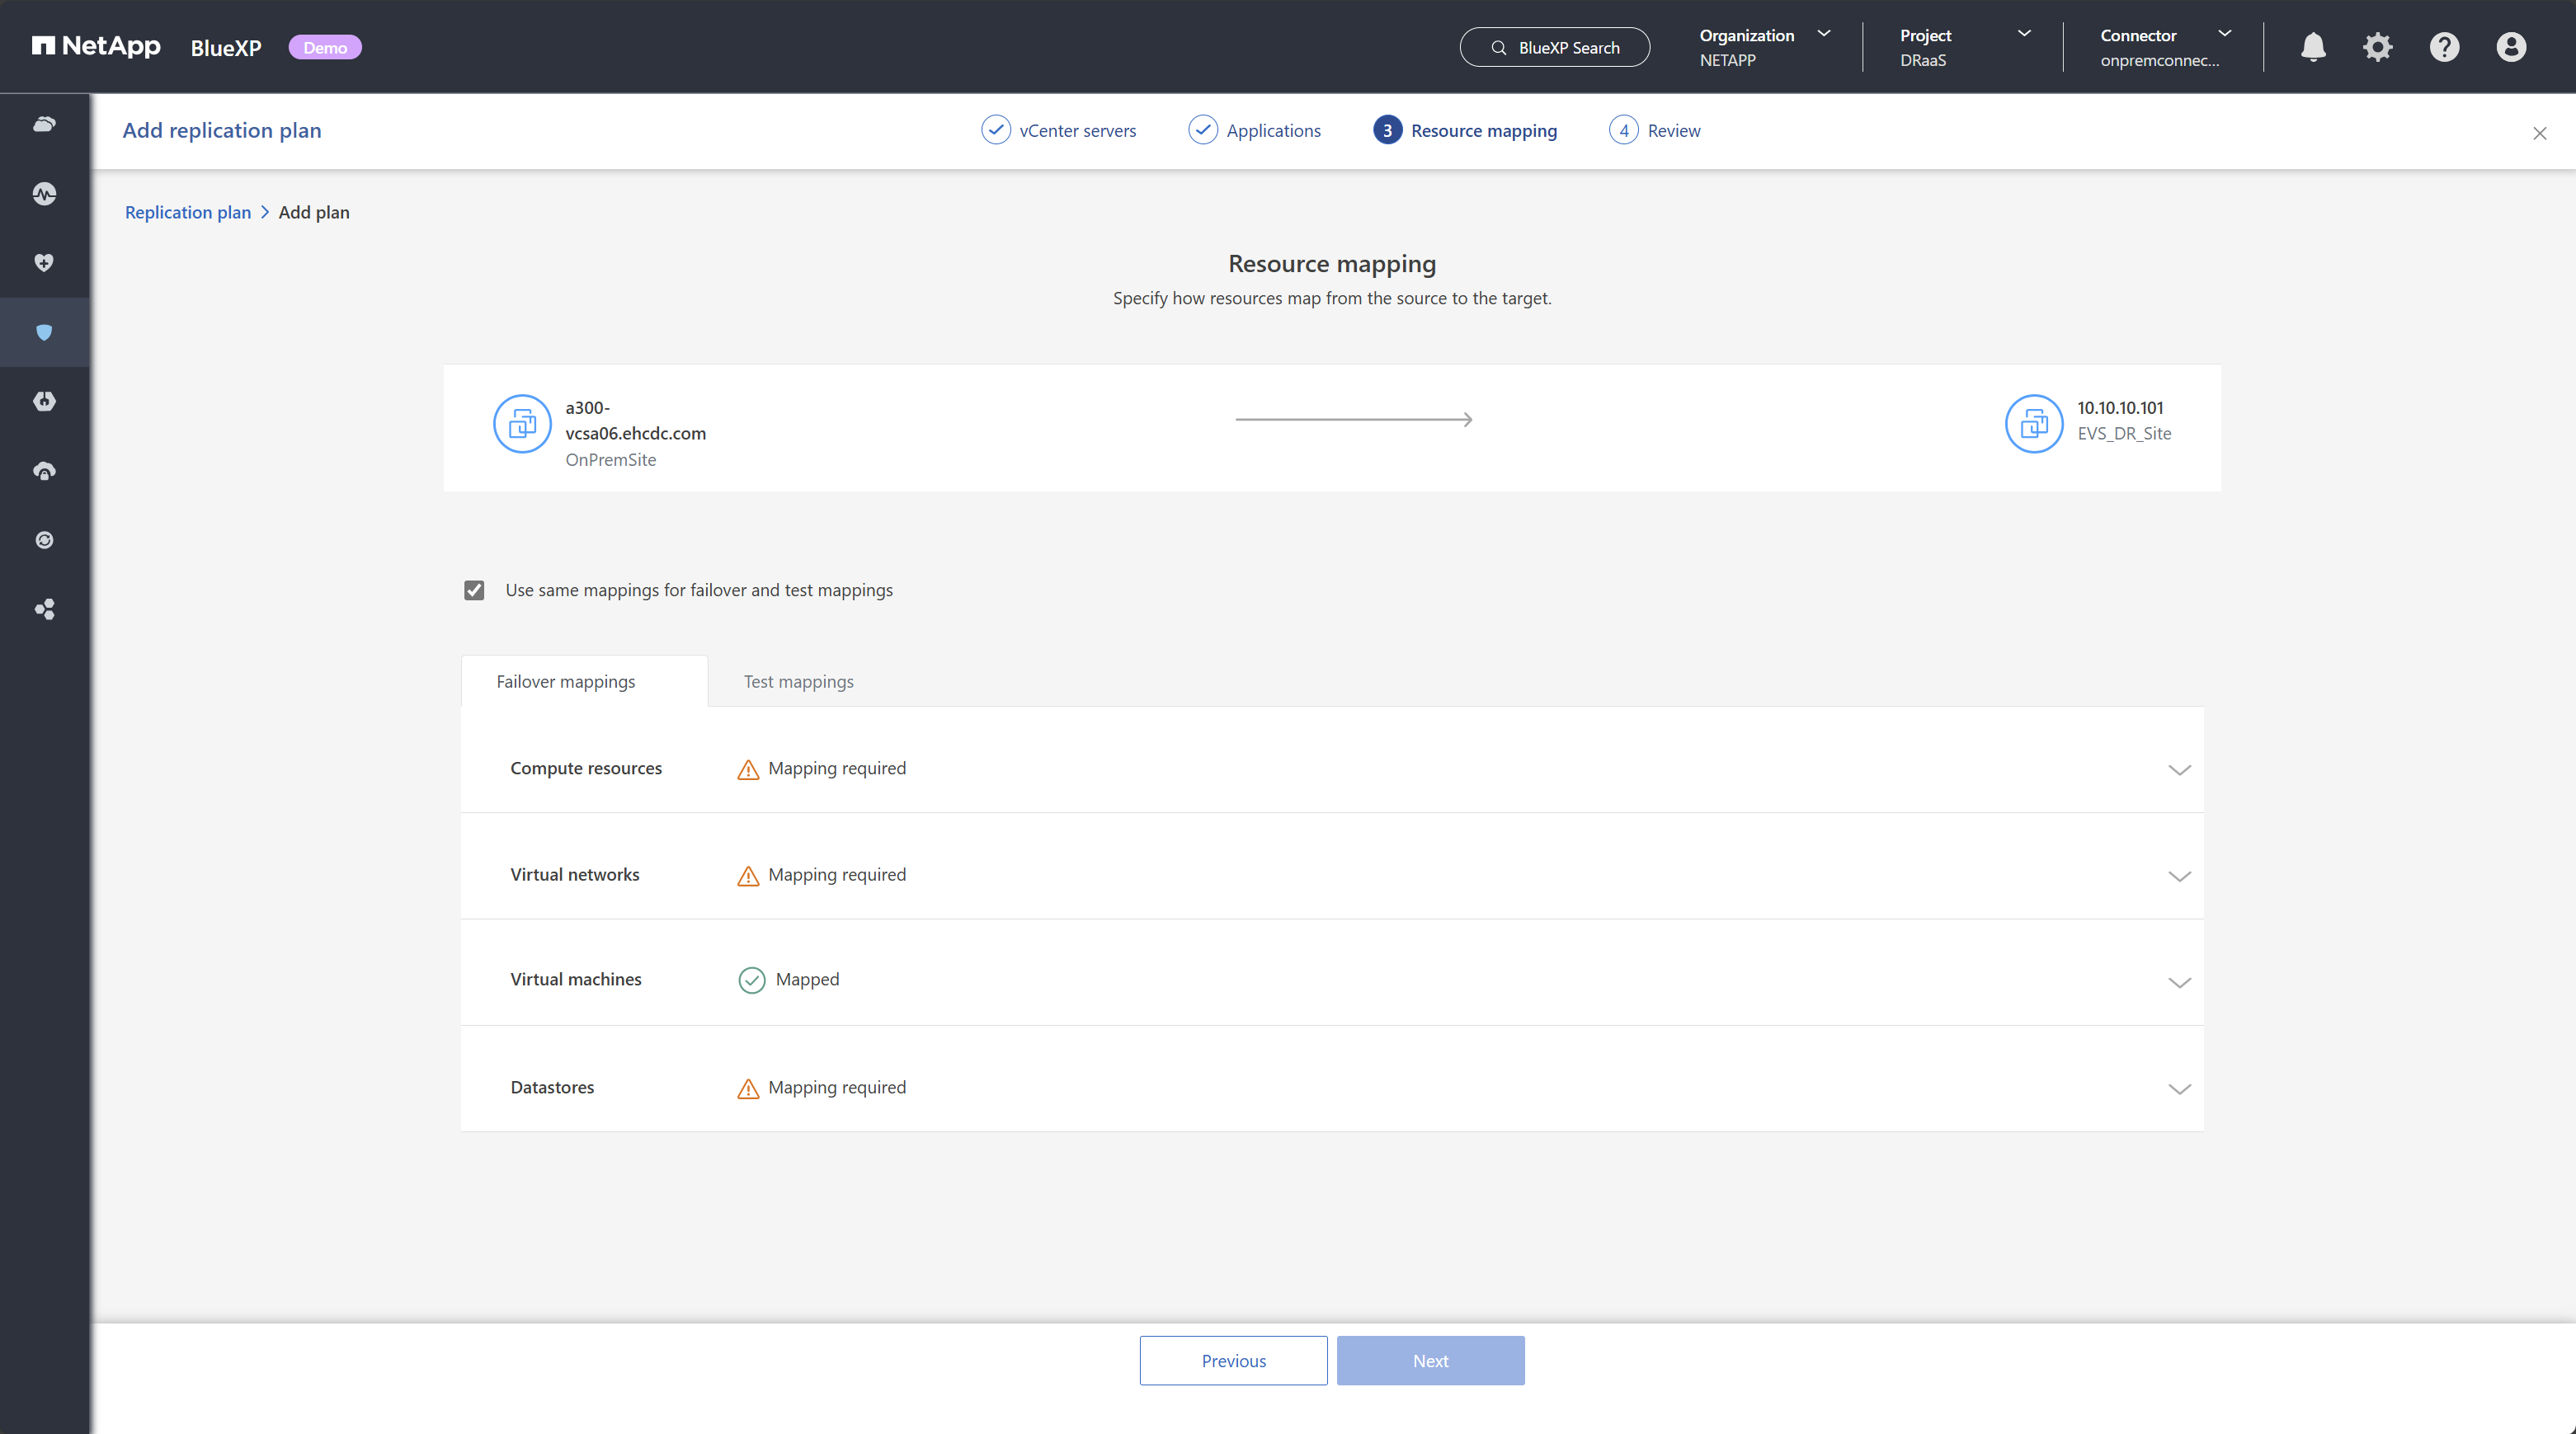 NetApp BlueXP Demo
BlueXP Search
Organization
NETAPP
Project
DRaaS
Connector
onpremconnec...
Add replication plan
vCenter servers
Applications
3 Resource mapping
4 Review
Replication plan > Add plan
Resource mapping
Specify how resources map from the source to the target.
a300-
vcsa06.ehcdc.com
OnPremSite
10.10.10.101
EVS_DR_Site
Use same mappings for failover and test mappings
Failover mappings
Test mappings
Compute resources Mapping required
Virtual networks Mapping required
Virtual machines Mapped
Datastores Mapping required
Previous
Next